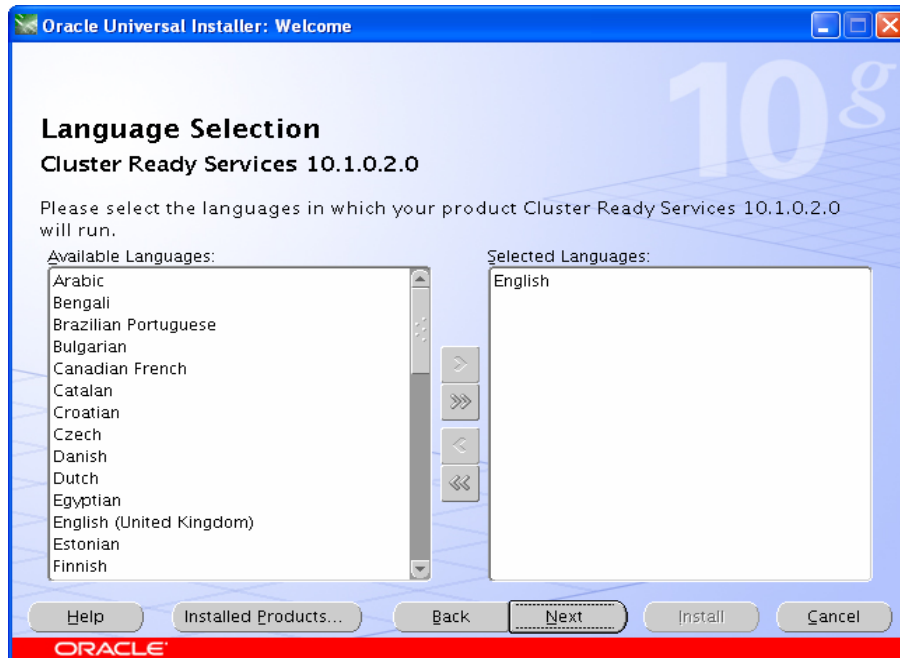 Oracle Universal Installer: Welcome
10g
Language Selection
Cluster Ready Services 10.1.0.2.0
Please select the languages in which your product Cluster Ready Services 10.1.0.2.0
will run.
Available Languages:
Selected Languages:
Arabic
Bengali
Brazilian Portuguese
Bulgarian
Canadian French
Catalan
Croatian
Czech
Danish
Dutch
Egyptian
English (United Kingdom)
Estonian
Finnish
English
Help
Installed Products...
Back
Next
Install
Cancel
ORACLE